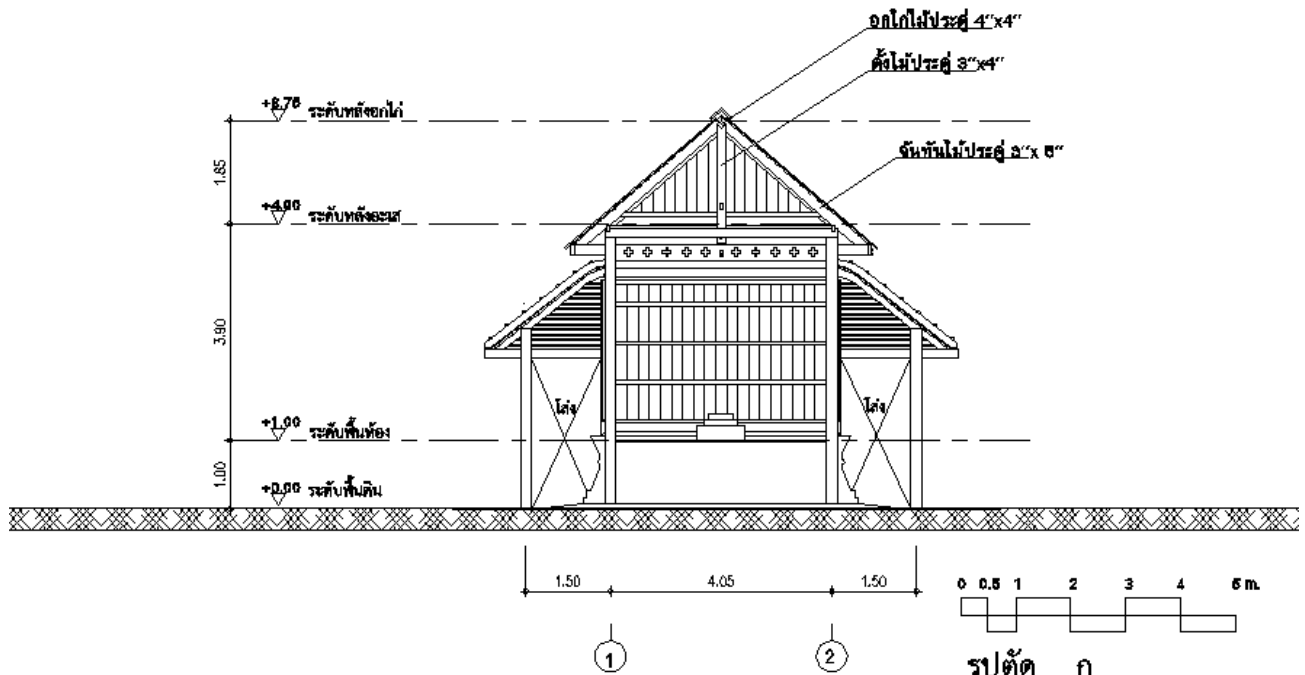 อกไก่ไม้ประดู่ 4"x4"
ดั้งไม้ประดู่ 3"x4"
+6.75 ระดับหลังอกไก่
จันทันไม้ประดู่ 2"x 6"
1.85
+4.90 ระดับหลังอะเส
3.90
โล่ง โล่ง
+1.00 ระดับพื้นห้อง
1.00
+0.00 ระดับพื้นดิน
1.50 4.05 1.50
0 0.5 1 2 3 4 5 m.
1 2
รูปตัด ก